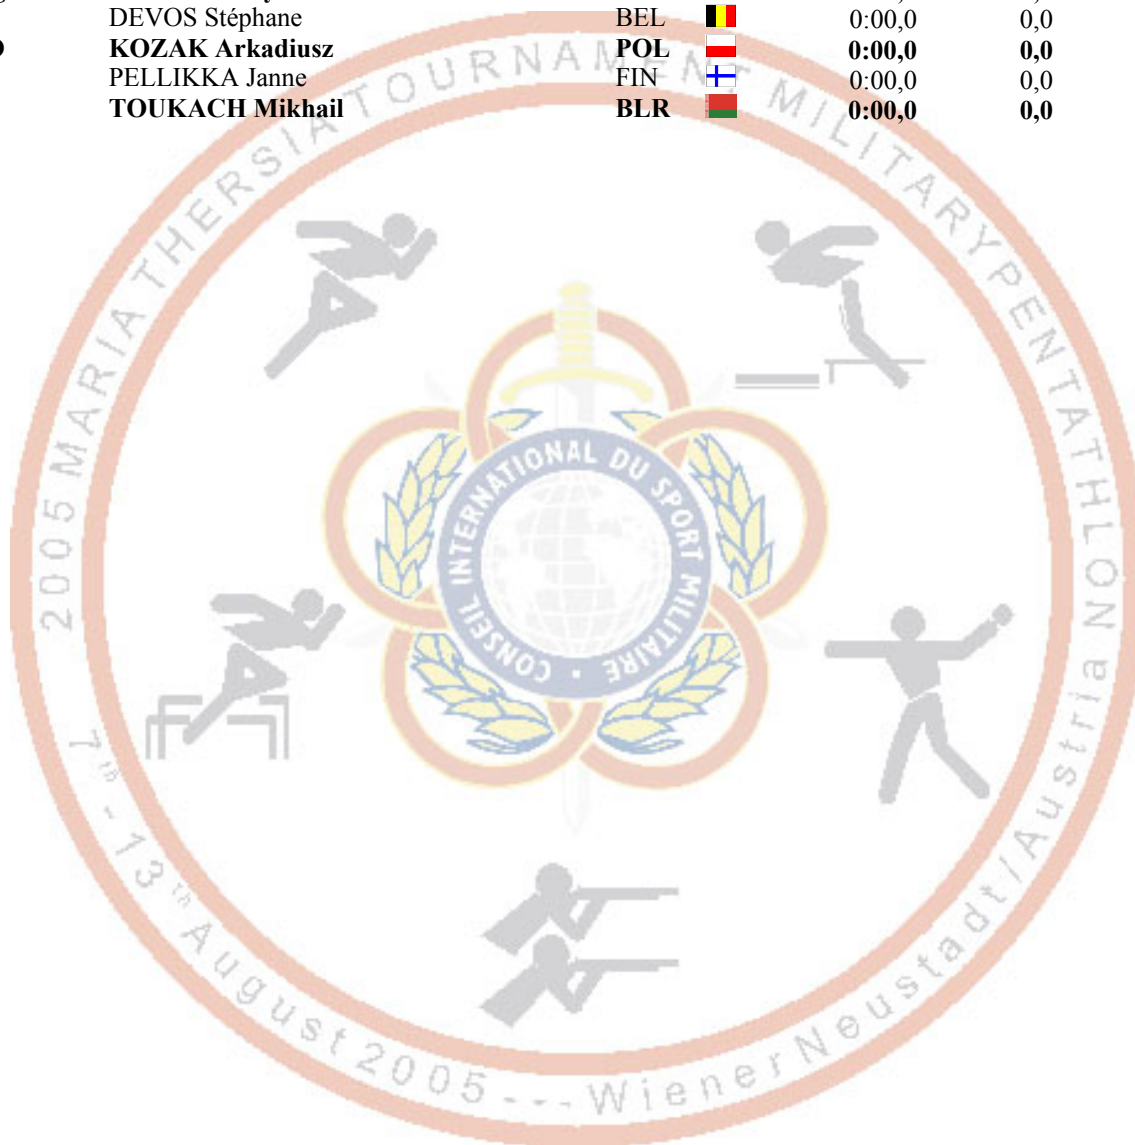 DEVOS Stéphane BEL 0:00,0 0,0
KOZAK Arkadiusz POL 0:00,0 0,0
PELLIKKA Janne FIN 0:00,0 0,0
TOUKACH Mikhail BLR 0:00,0 0,0
2005 MARIA THERSIA TOURNAMENT MILITARY PENTATHLON
CONSEIL INTERNATIONAL DU SPORT MILITAIRE
7th - 13th August 2005 --- Wiener Neustadt/Austria